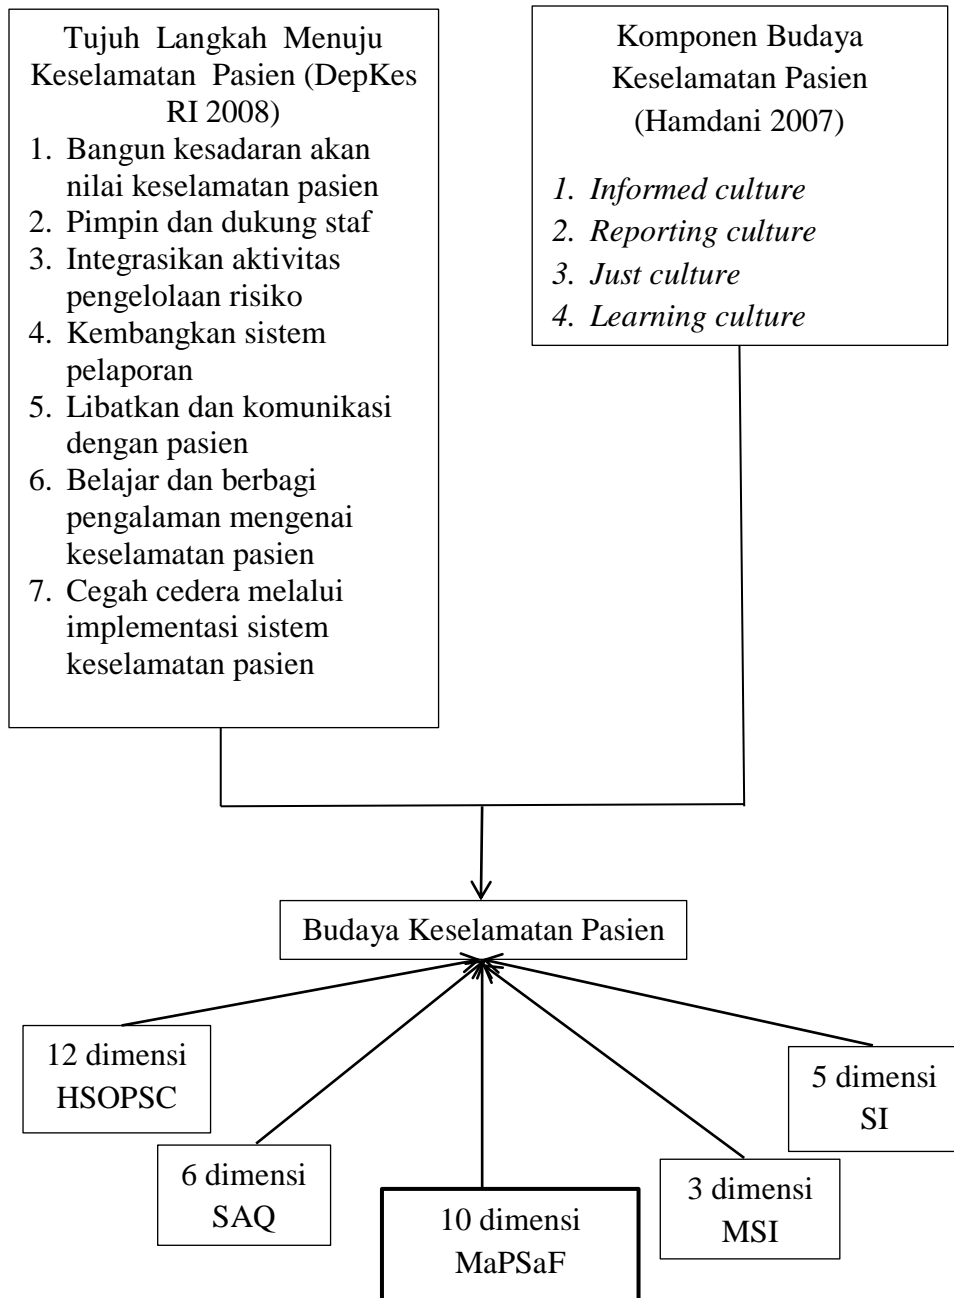 Tujuh Langkah Menuju
Keselamatan Pasien (DepKes
RI 2008)
1. Bangun kesadaran akan
nilai keselamatan pasien
2. Pimpin dan dukung staf
3. Integrasikan aktivitas
pengelolaan risiko
4. Kembangkan sistem
pelaporan
5. Libatkan dan komunikasi
dengan pasien
6. Belajar dan berbagi
pengalaman mengenai
keselamatan pasien
7. Cegah cedera melalui
implementasi sistem
keselamatan pasien
Komponen Budaya
Keselamatan Pasien
(Hamdani 2007)
1. Informed culture
2. Reporting culture
3. Just culture
4. Learning culture
Budaya Keselamatan Pasien
12 dimensi
HSOPSC
6 dimensi
SAQ
10 dimensi
MaPSaF
3 dimensi
MSI
5 dimensi
SI